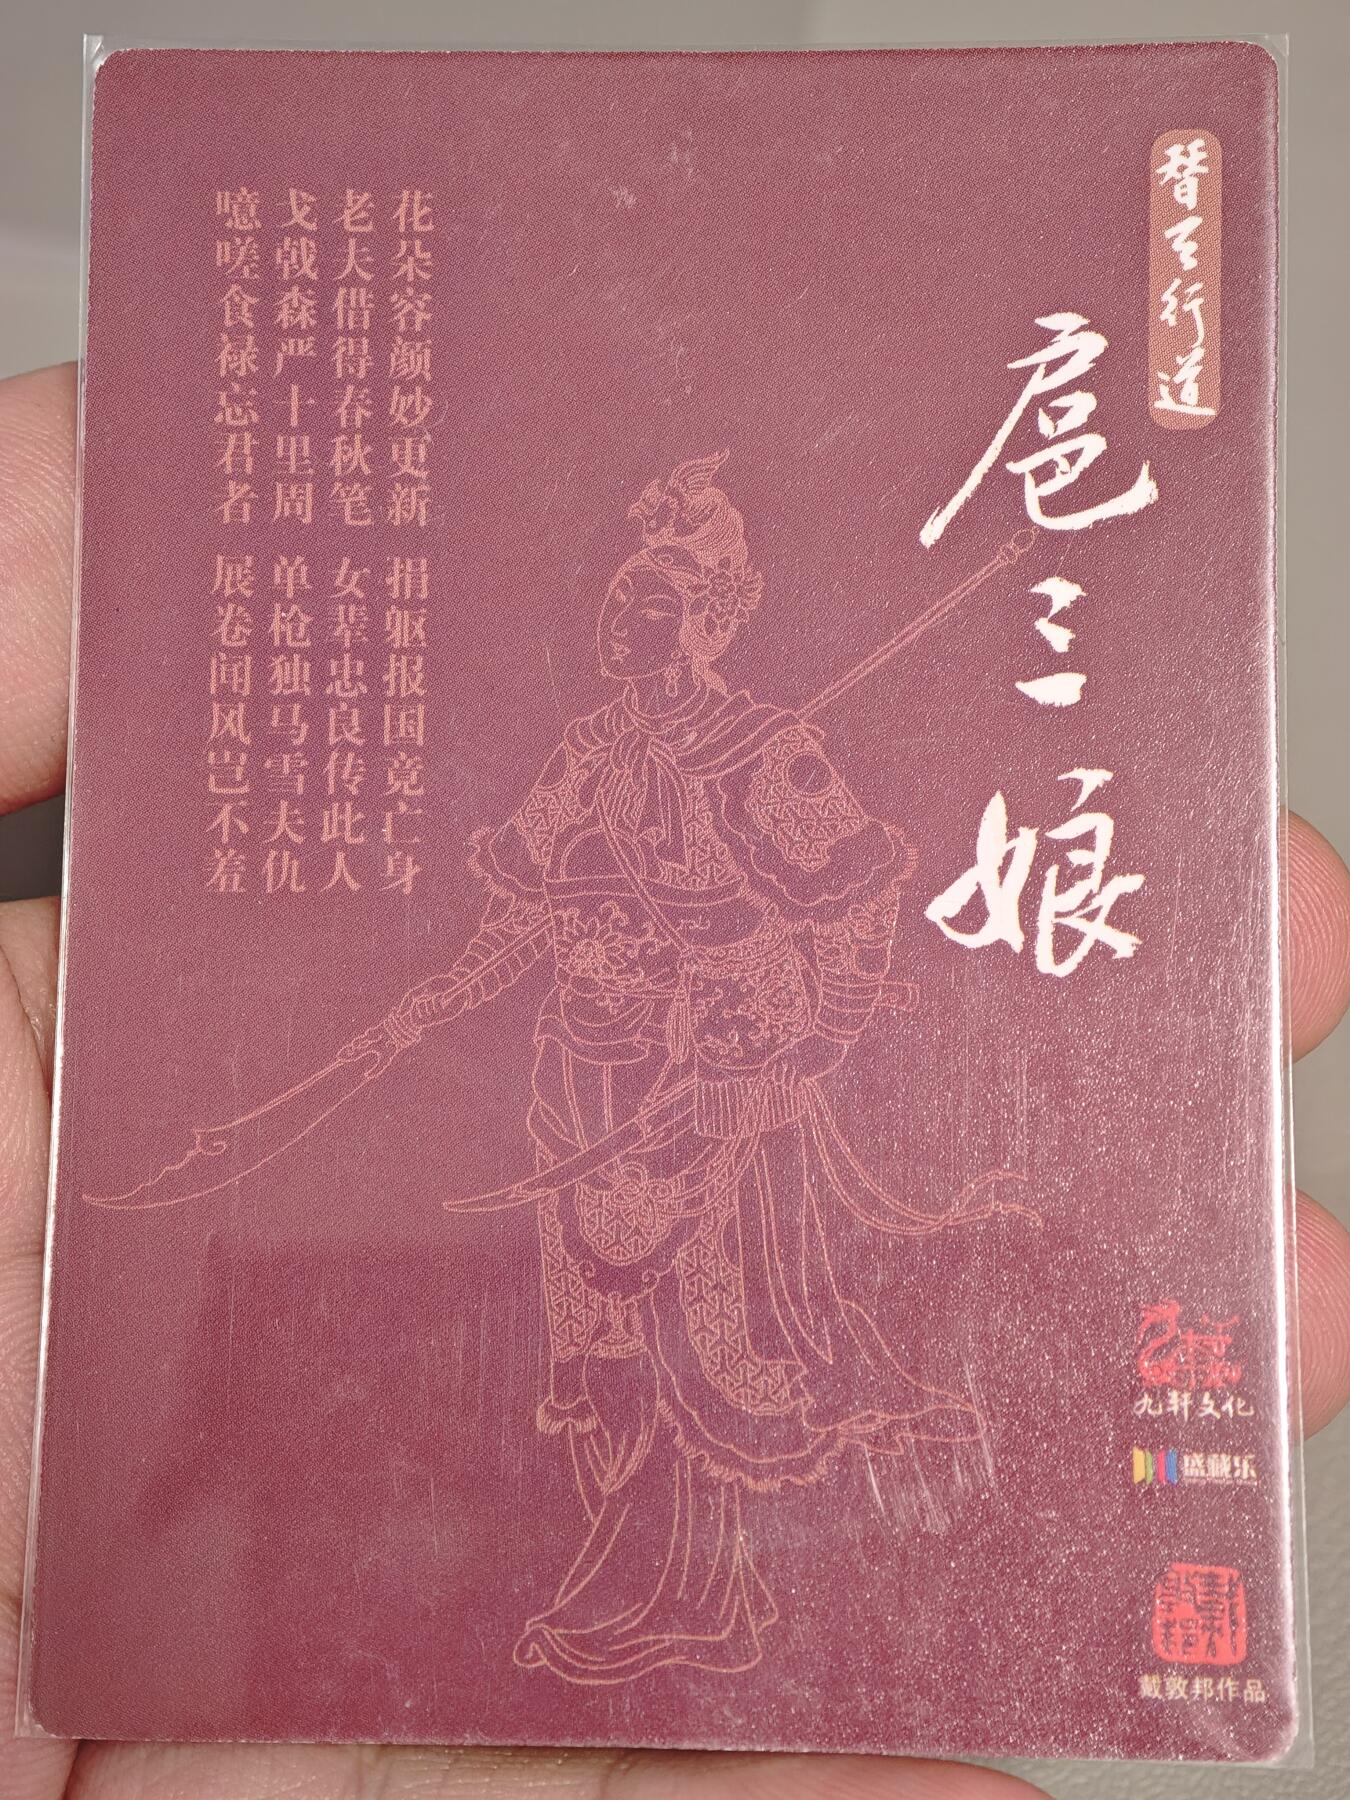 替天行道
扈三娘
花朵容颜妙更新 捐躯报国竟亡身
老夫借得春秋笔 女辈忠良传此人
戈戟森严十里周 单枪独马雪夫仇
噫嗟食禄忘君者 展卷闻风岂不羞
九轩文化
盛藏乐
戴敦邦作品